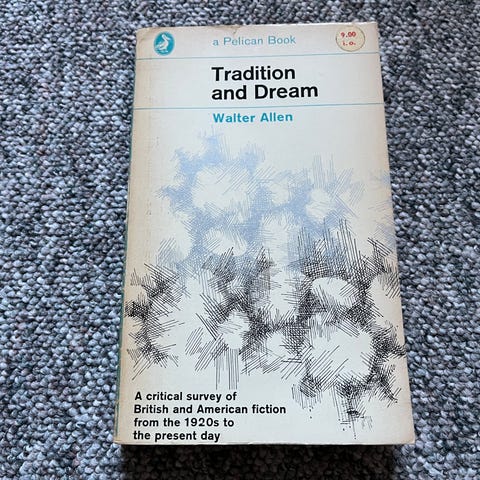 a Pelican Book
9.00
i. o.
Tradition
and Dream
Walter Allen
A critical survey of
British and American fiction
from the 1920s to
the present day